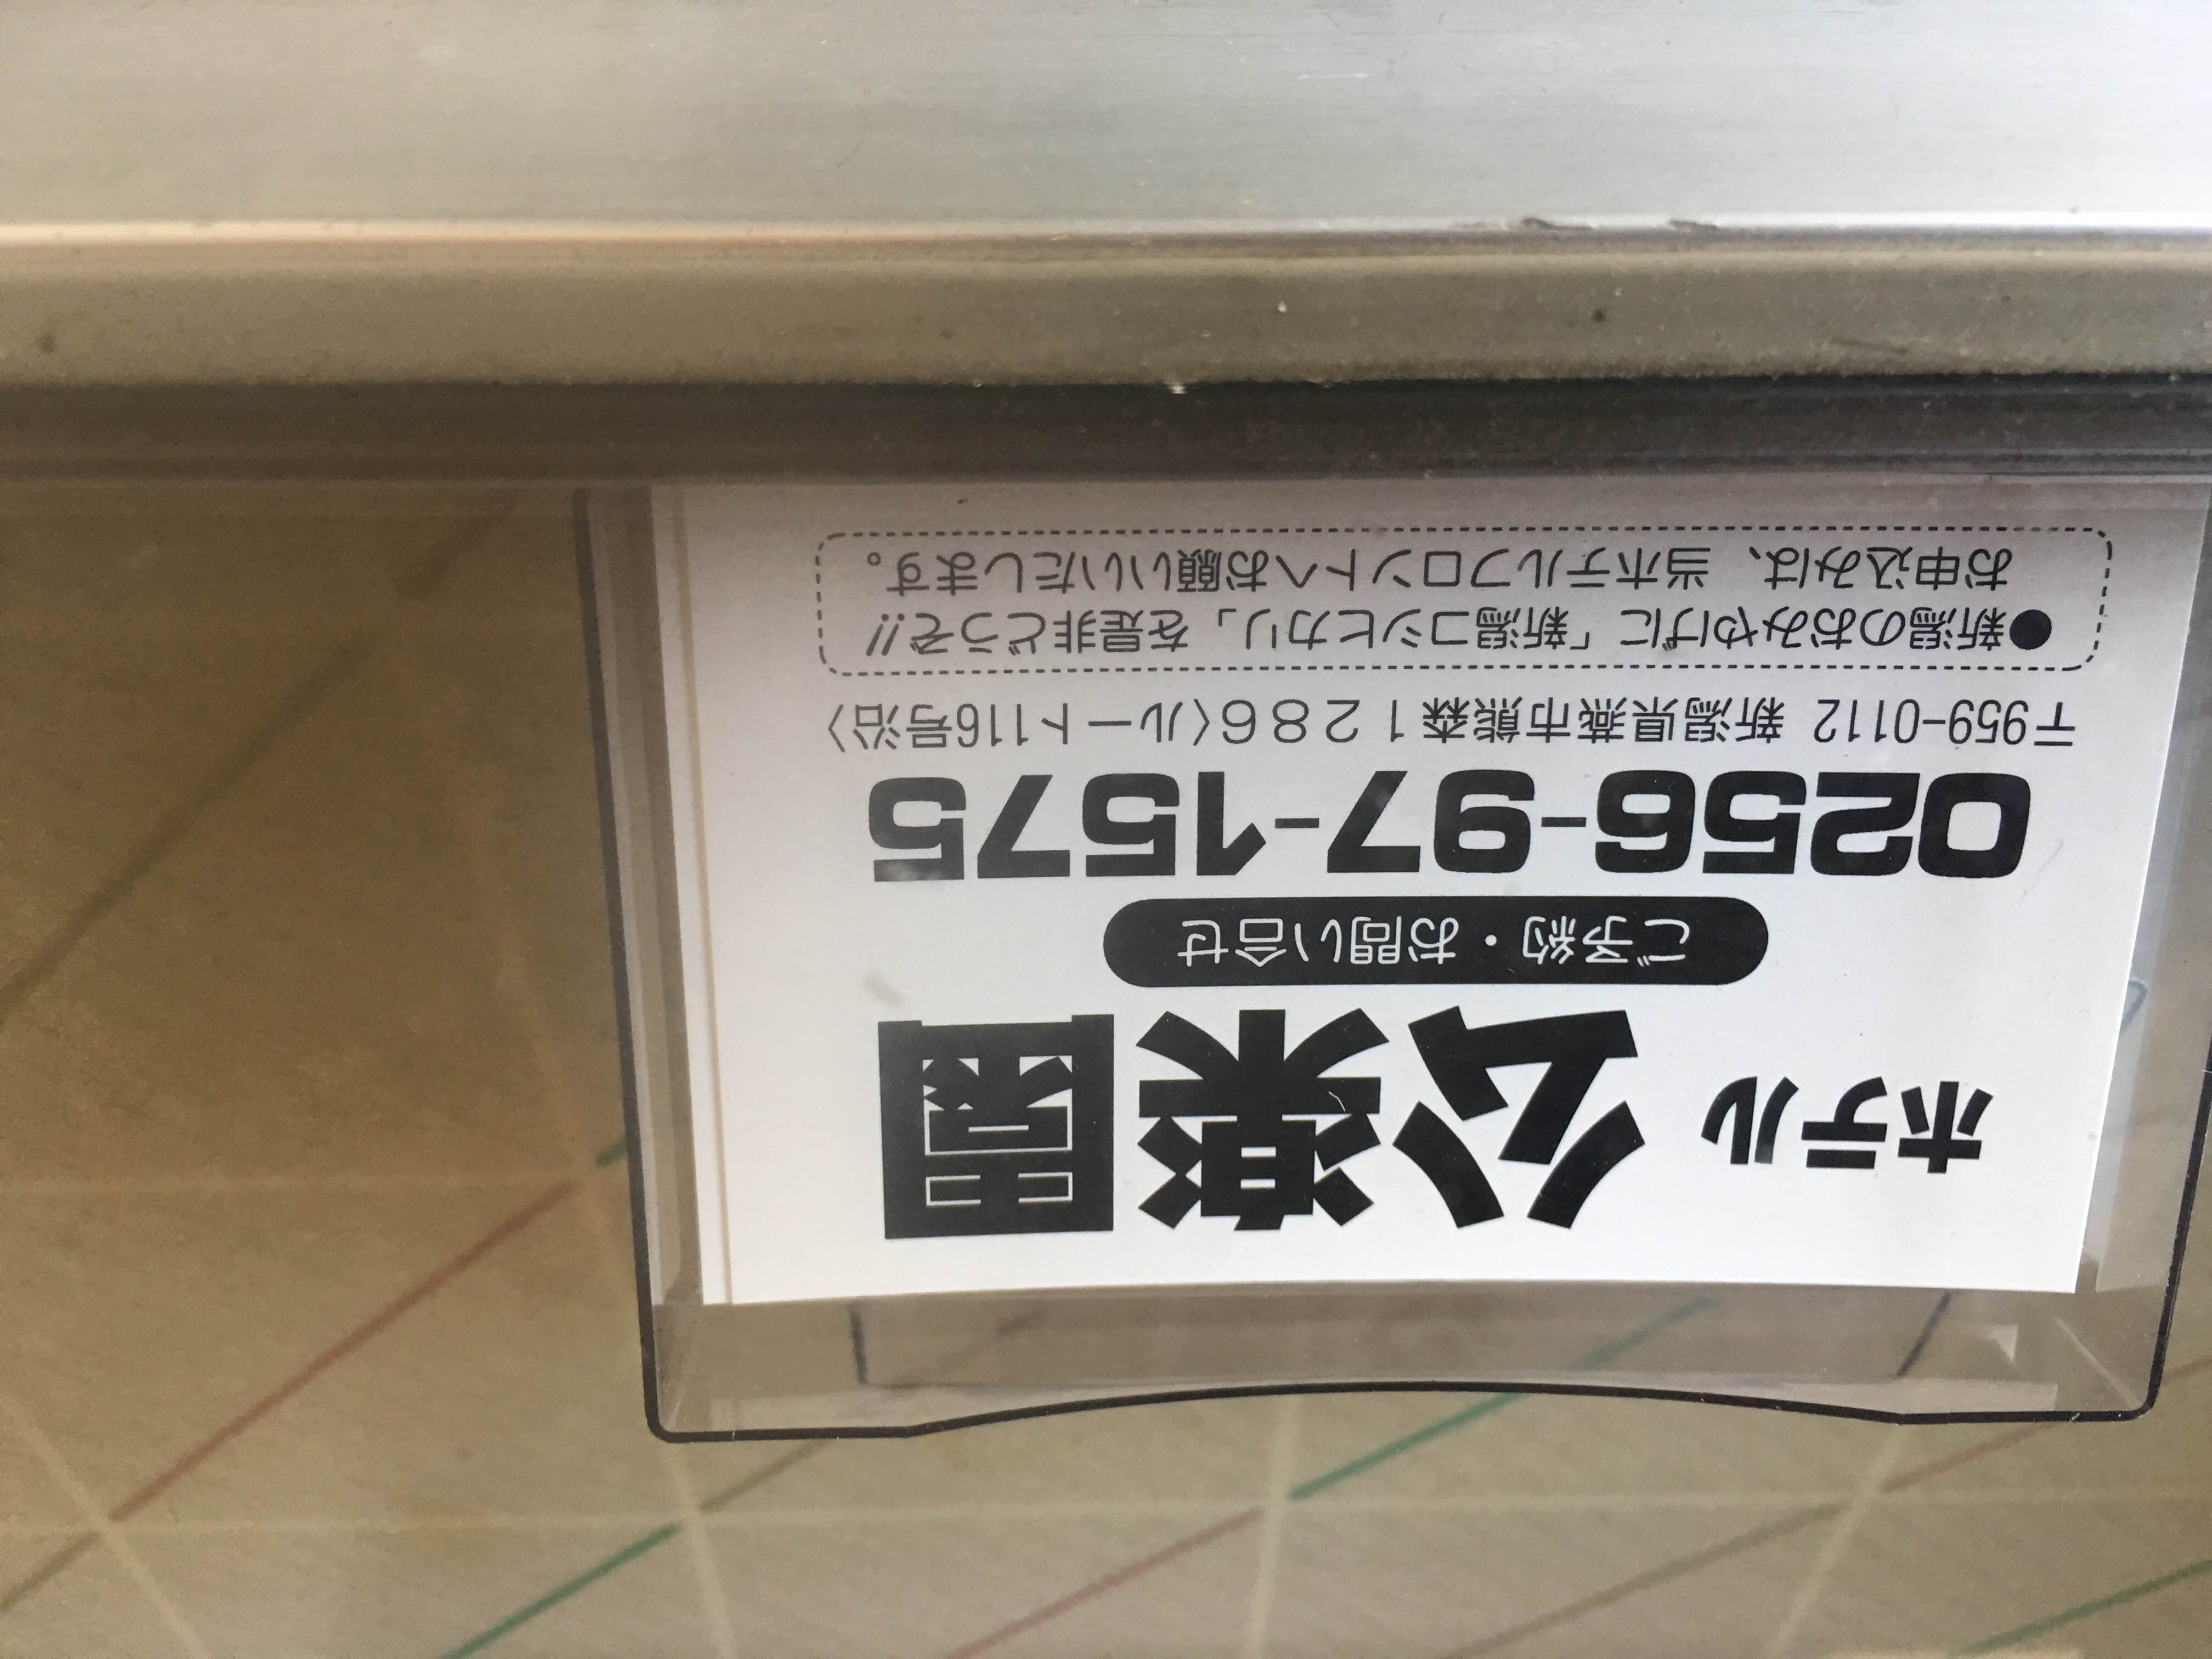 ホテル 公楽園
ご予約・お問い合せ
0256-97-1575
〒959-0112 新潟県燕市熊森1286〈ルート116号沿〉
●新潟のおみやげに「新潟コシヒカリ」を是非どうぞ!!
お申込みは、当ホテルフロントへお願いいたします。